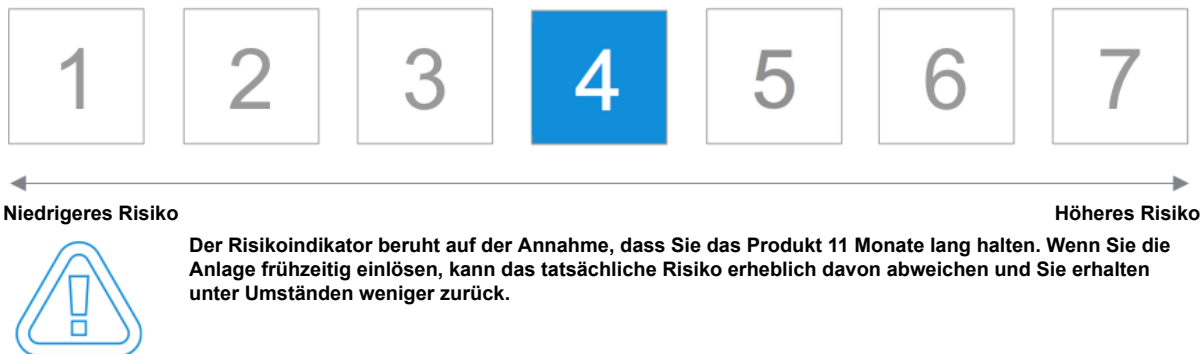 1 2 3 4 5 6 7
Niedrigeres Risiko Höheres Risiko
Der Risikoindikator beruht auf der Annahme, dass Sie das Produkt 11 Monate lang halten. Wenn Sie die
Anlage frühzeitig einlösen, kann das tatsächliche Risiko erheblich davon abweichen und Sie erhalten
unter Umständen weniger zurück.